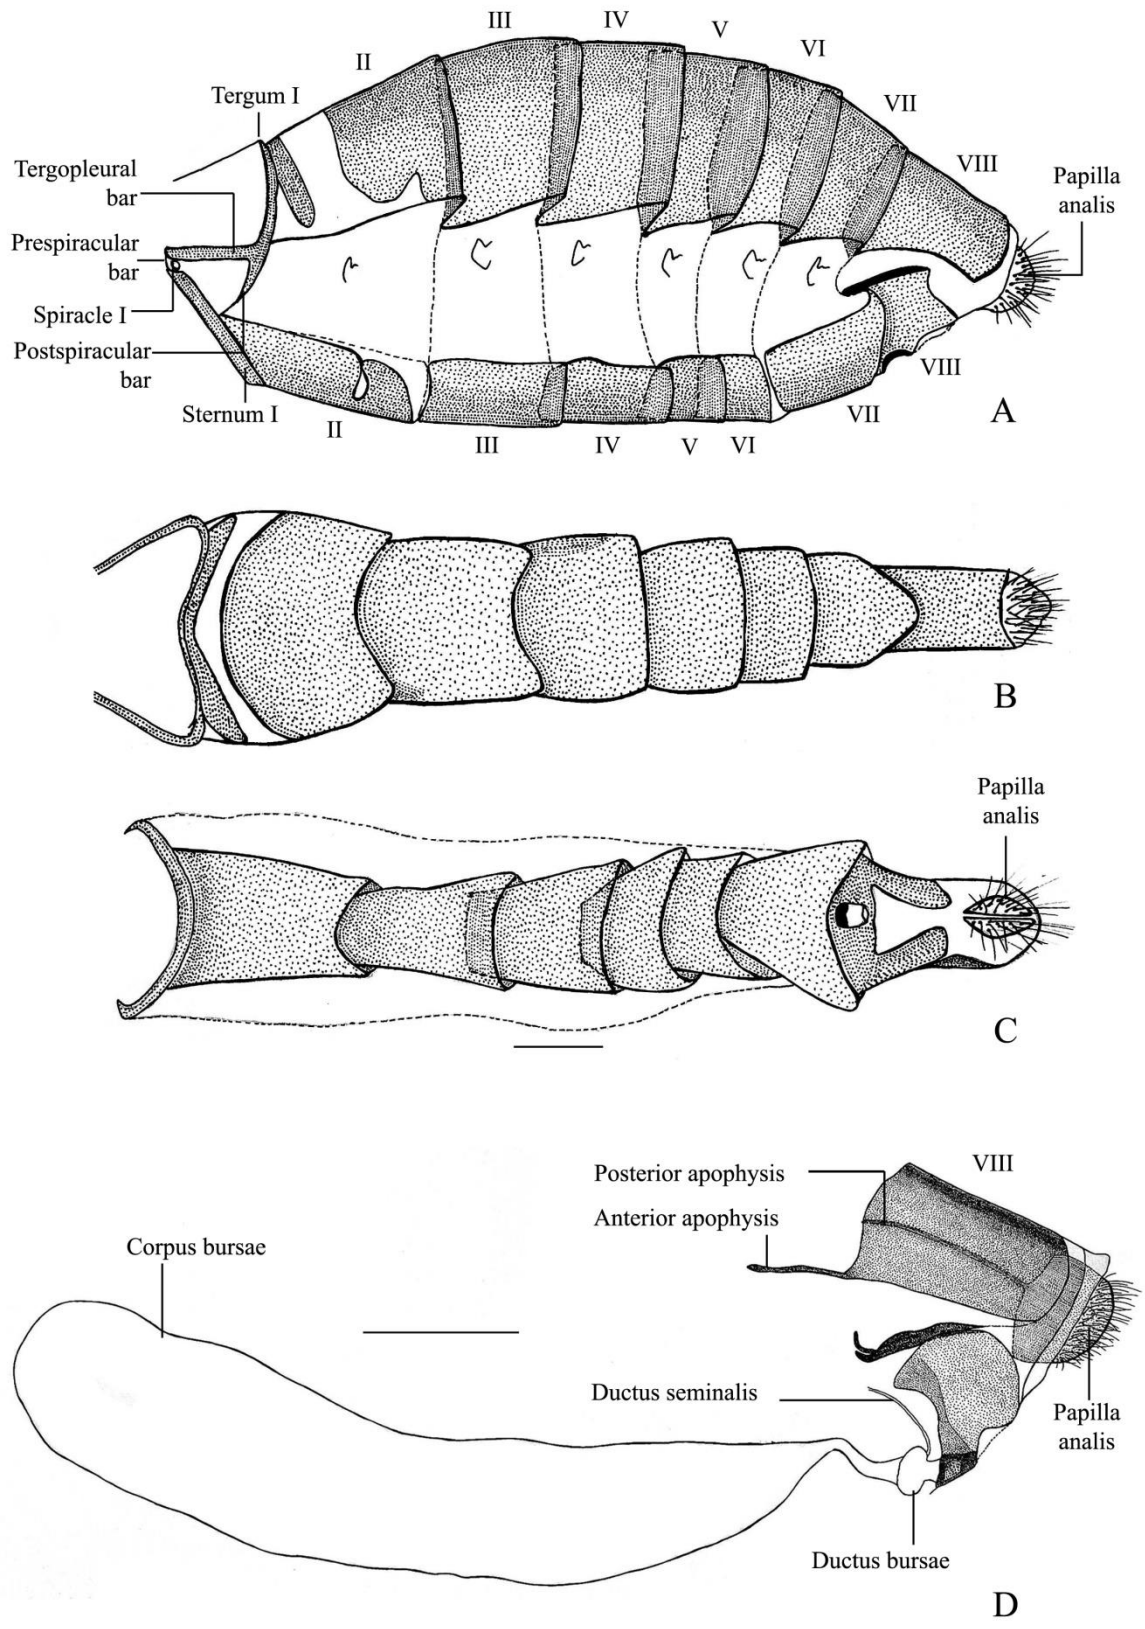 III
IV
V
II
VI
Tergum I
VII
VIII
Tergopleural
bar
Papilla
analis
Prespiracular
bar
Spiracle I
Postspiracular
bar
VIII
Sternum I
II
III
IV
V
VI
VII
A
B
Papilla
analis
C
VIII
Posterior apophysis
Anterior apophysis
Corpus bursae
Ductus seminalis
Papilla
analis
Ductus bursae
D